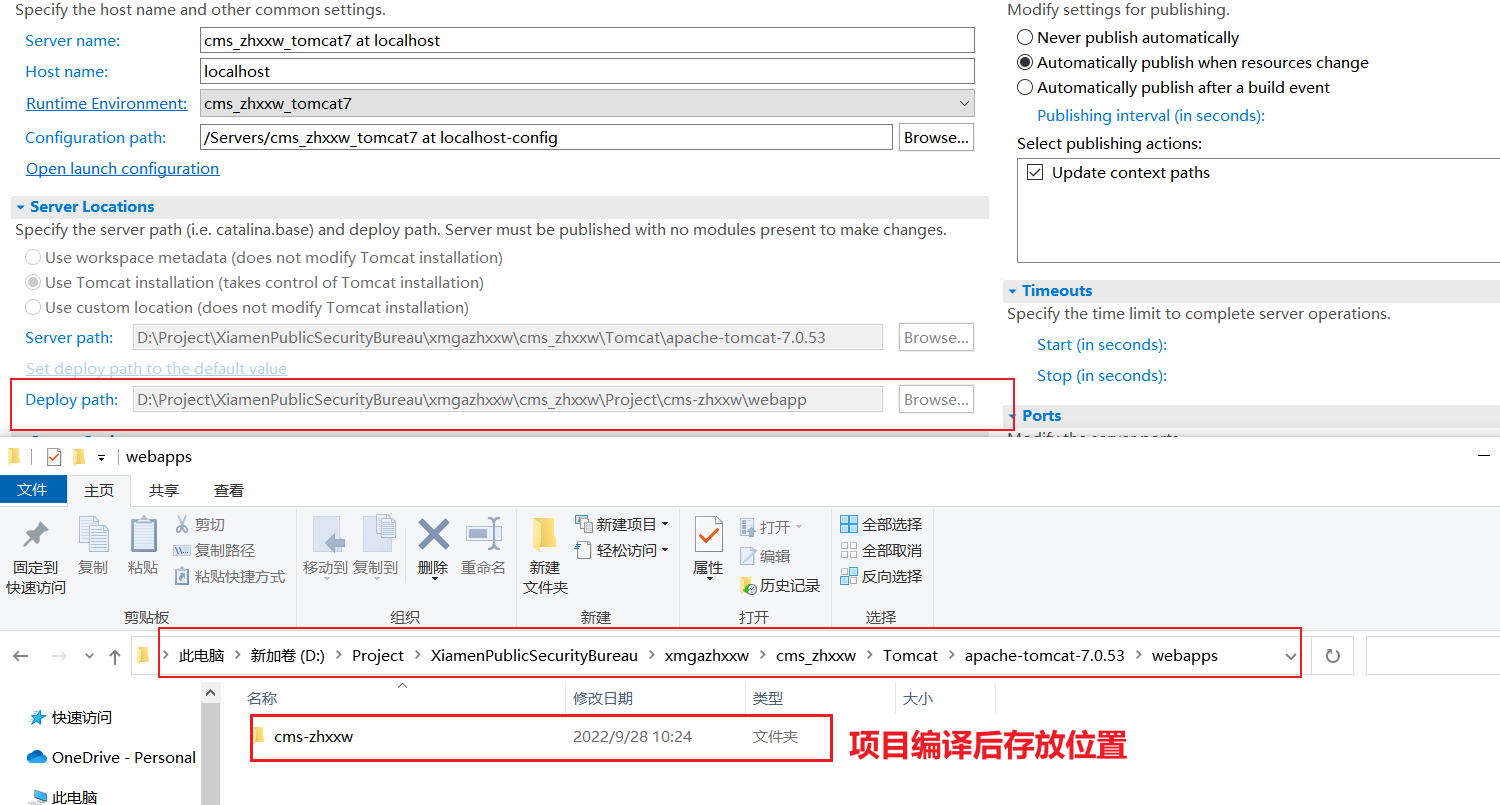 Specify the host name and other common settings.
Server name:
cms_zhxxw_tomcat7 at localhost
Host name:
localhost
Runtime Environment:
cms_zhxxw_tomcat7
Configuration path:
/Servers/cms_zhxxw_tomcat7 at localhost-config
Browse...
Open launch configuration
Server Locations
Specify the server path (i.e. catalina.base) and deploy path. Server must be published with no modules present to make changes.
Use workspace metadata (does not modify Tomcat installation)
Use Tomcat installation (takes control of Tomcat installation)
Use custom location (does not modify Tomcat installation)
Server path:
D:\Project\XiamenPublicSecurityBureau\xmgazhxxw\cms_zhxxw\Tomcat\apache-tomcat-7.0.53
Browse...
Set deploy path to the default value
Deploy path:
D:\Project\XiamenPublicSecurityBureau\xmgazhxxw\cms_zhxxw\Project\cms-zhxxw\webapp
Browse...
Modify settings for publishing.
Never publish automatically
Automatically publish when resources change
Automatically publish after a build event
Publishing interval (in seconds):
Select publishing actions:
Update context paths
Timeouts
Specify the time limit to complete server operations.
Start (in seconds):
Stop (in seconds):
Ports
Modify the server ports
webapps
文件
主页
共享
查看
固定到
快速访问
复制
粘贴
剪切
复制路径
粘贴快捷方式
剪贴板
移动到
复制到
删除
重命名
组织
新建
文件夹
新建项目
轻松访问
新建
属性
打开
编辑
历史记录
打开
全部选择
全部取消
反向选择
选择
此电脑 新加卷 (D:) Project XiamenPublicSecurityBureau xmgazhxxw cms_zhxxw Tomcat apache-tomcat-7.0.53 webapps
名称 修改日期 类型 大小
快速访问
OneDrive - Personal
此电脑
cms-zhxxw 2022/9/28 10:24 文件夹
项目编译后存放位置